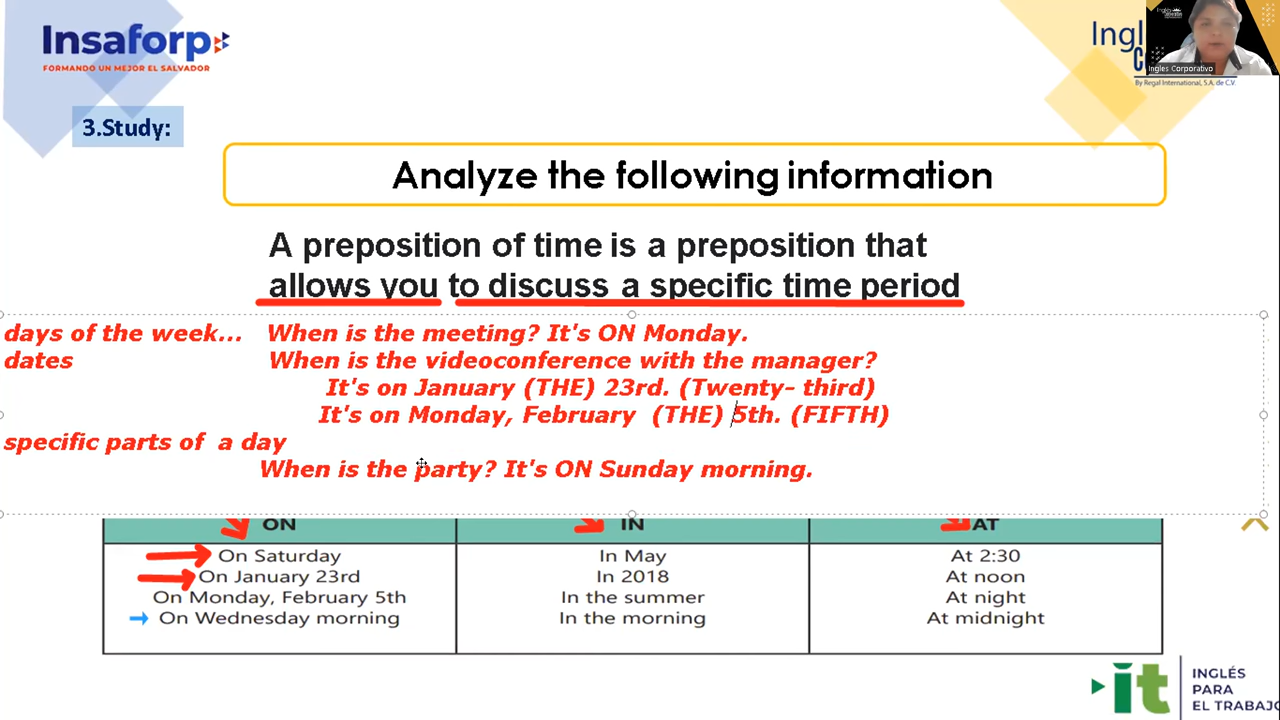 Insaforp
FORMANDO UN MEJOR EL SALVADOR
Ingles Corporativo
By Regal International, S.A. de C.V.
3.Study:
Analyze the following information
A preposition of time is a preposition that
allows you to discuss a specific time period
days of the week... When is the meeting? It's ON Monday.
dates When is the videoconference with the manager?
It's on January (THE) 23rd. (Twenty- third)
It's on Monday, February (THE) 5th. (FIFTH)
specific parts of a day
When is the party? It's ON Sunday morning.
ON IN AT
On Saturday In May At 2:30
On January 23rd In 2018 At noon
On Monday, February 5th In the summer At night
On Wednesday morning In the morning At midnight
it INGLÉS
PARA
EL TRABAJO